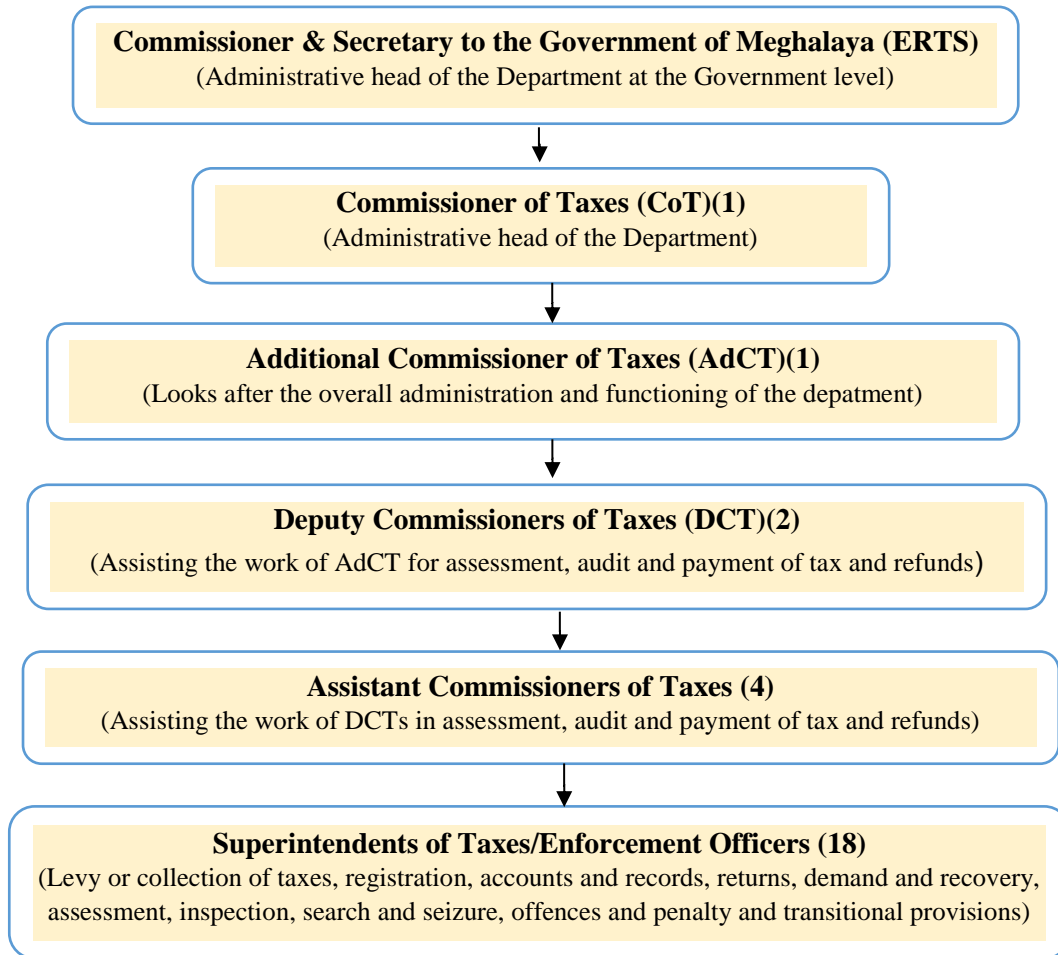 Commissioner & Secretary to the Government of Meghalaya (ERTS)
(Administrative head of the Department at the Government level)
Commissioner of Taxes (CoT)(1)
(Administrative head of the Department)
Additional Commissioner of Taxes (AdCT)(1)
(Looks after the overall administration and functioning of the depatment)
Deputy Commissioners of Taxes (DCT)(2)
(Assisting the work of AdCT for assessment, audit and payment of tax and refunds)
Assistant Commissioners of Taxes (4)
(Assisting the work of DCTs in assessment, audit and payment of tax and refunds)
Superintendents of Taxes/Enforcement Officers (18)
(Levy or collection of taxes, registration, accounts and records, returns, demand and recovery,
assessment, inspection, search and seizure, offences and penalty and transitional provisions)